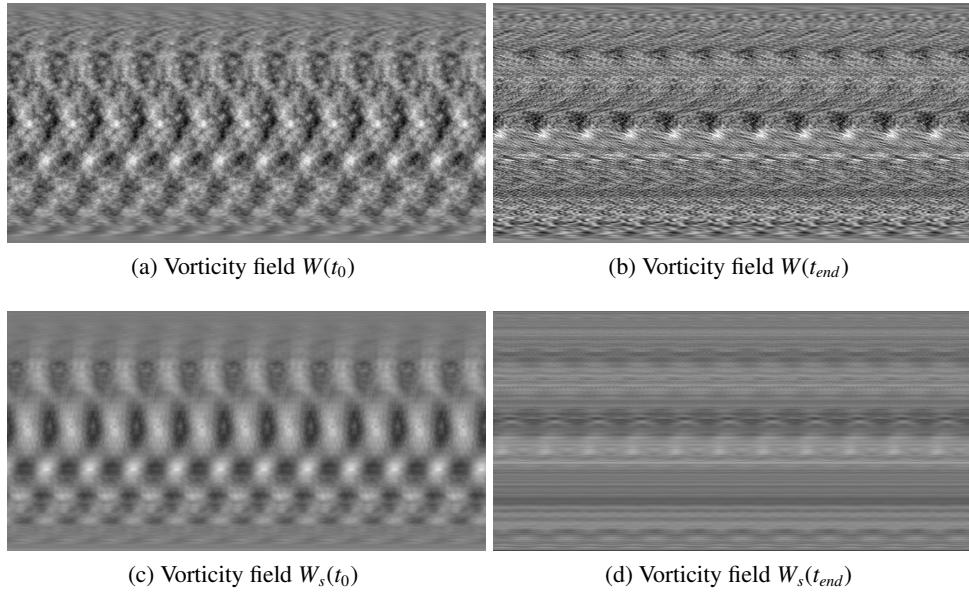 (a) Vorticity field W(t₀)
(b) Vorticity field W(tₑₙd)
(c) Vorticity field Wₛ(t₀)
(d) Vorticity field Wₛ(tₑₙd)